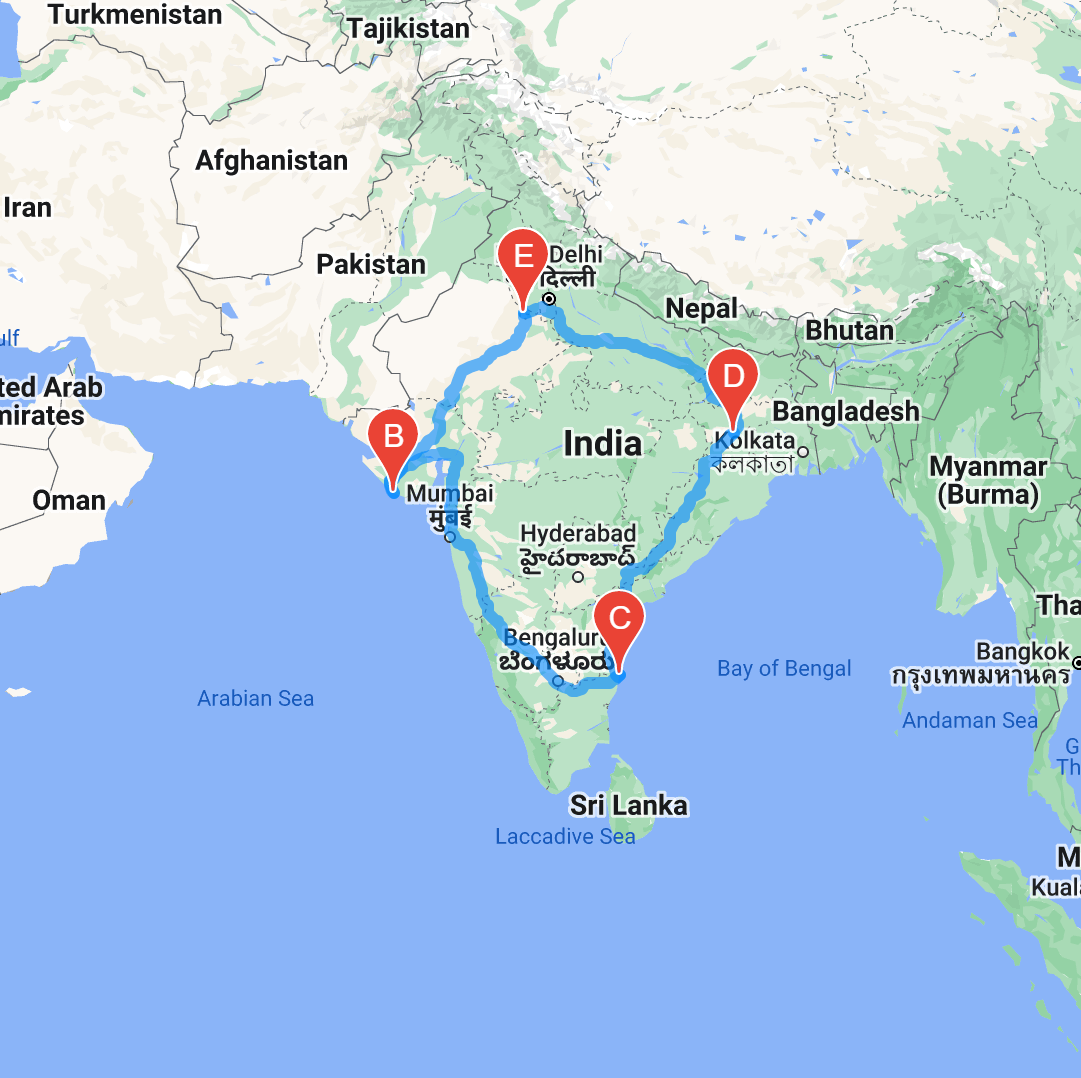 Turkmenistan
Tajikistan
Afghanistan
Iran
Pakistan
E
Delhi
दिल्ली
Nepal
Bhutan
ulf
ted Arab
mirates
D
B
Bangladesh
Kolkata
কলকাতা
India
Myanmar
(Burma)
Oman
Mumbai
मुंबई
Hyderabad
హైదరాబాద్
C
Tha
Bengaluru
ಬೆಂಗಳೂರು
Bangkok
กรุงเทพมหานคร
Bay of Bengal
Arabian Sea
Andaman Sea
G
Th
Sri Lanka
Laccadive Sea
M
Kual